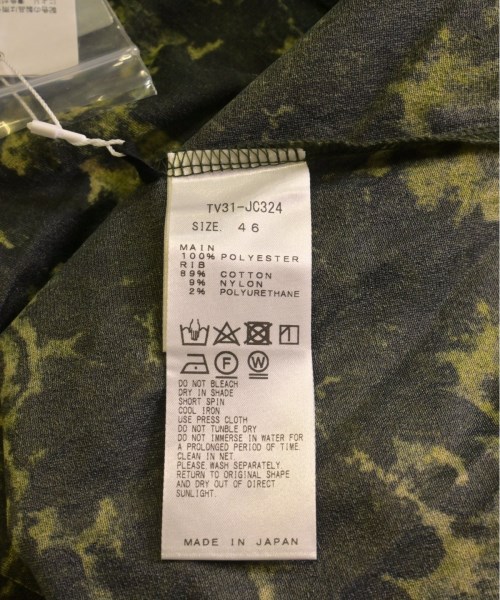 TV31-JC324
SIZE. 46
MAIN
100% POLYESTER
RIB
89% COTTON
9% NYLON
2% POLYURETHANE
F W
DO NOT BLEACH
DRY IN SHADE
SHORT SPIN
COOL IRON
USE PRESS CLOTH
DO NOT TUNBLE DRY
DO NOT IMMERSE IN WATER FOR
A PROLONGED PERIOD OF TIME.
CLEAN IN NET.
PLEASE WASH SEPARATELY
RETURN TO ORIGINAL SHAPE
AND DRY OUT OF DIRECT
SUNLIGHT.
MADE IN JAPAN